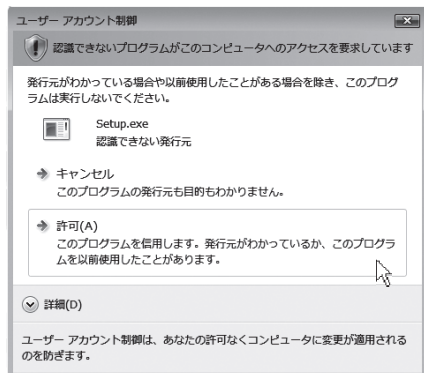 ユーザー アカウント制御
認識できないプログラムがこのコンピュータへのアクセスを要求しています
発行元がわかっている場合や以前使用したことがある場合を除き、このプログ
ラムは実行しないでください。
Setup.exe
認識できない発行元
キャンセル
このプログラムの発行元も目的もわかりません。
許可(A)
このプログラムを信用します。発行元がわかっているか、このプログラ
ムを以前使用したことがあります。
詳細(D)
ユーザー アカウント制御は、あなたの許可なくコンピュータに変更が適用される
のを防ぎます。